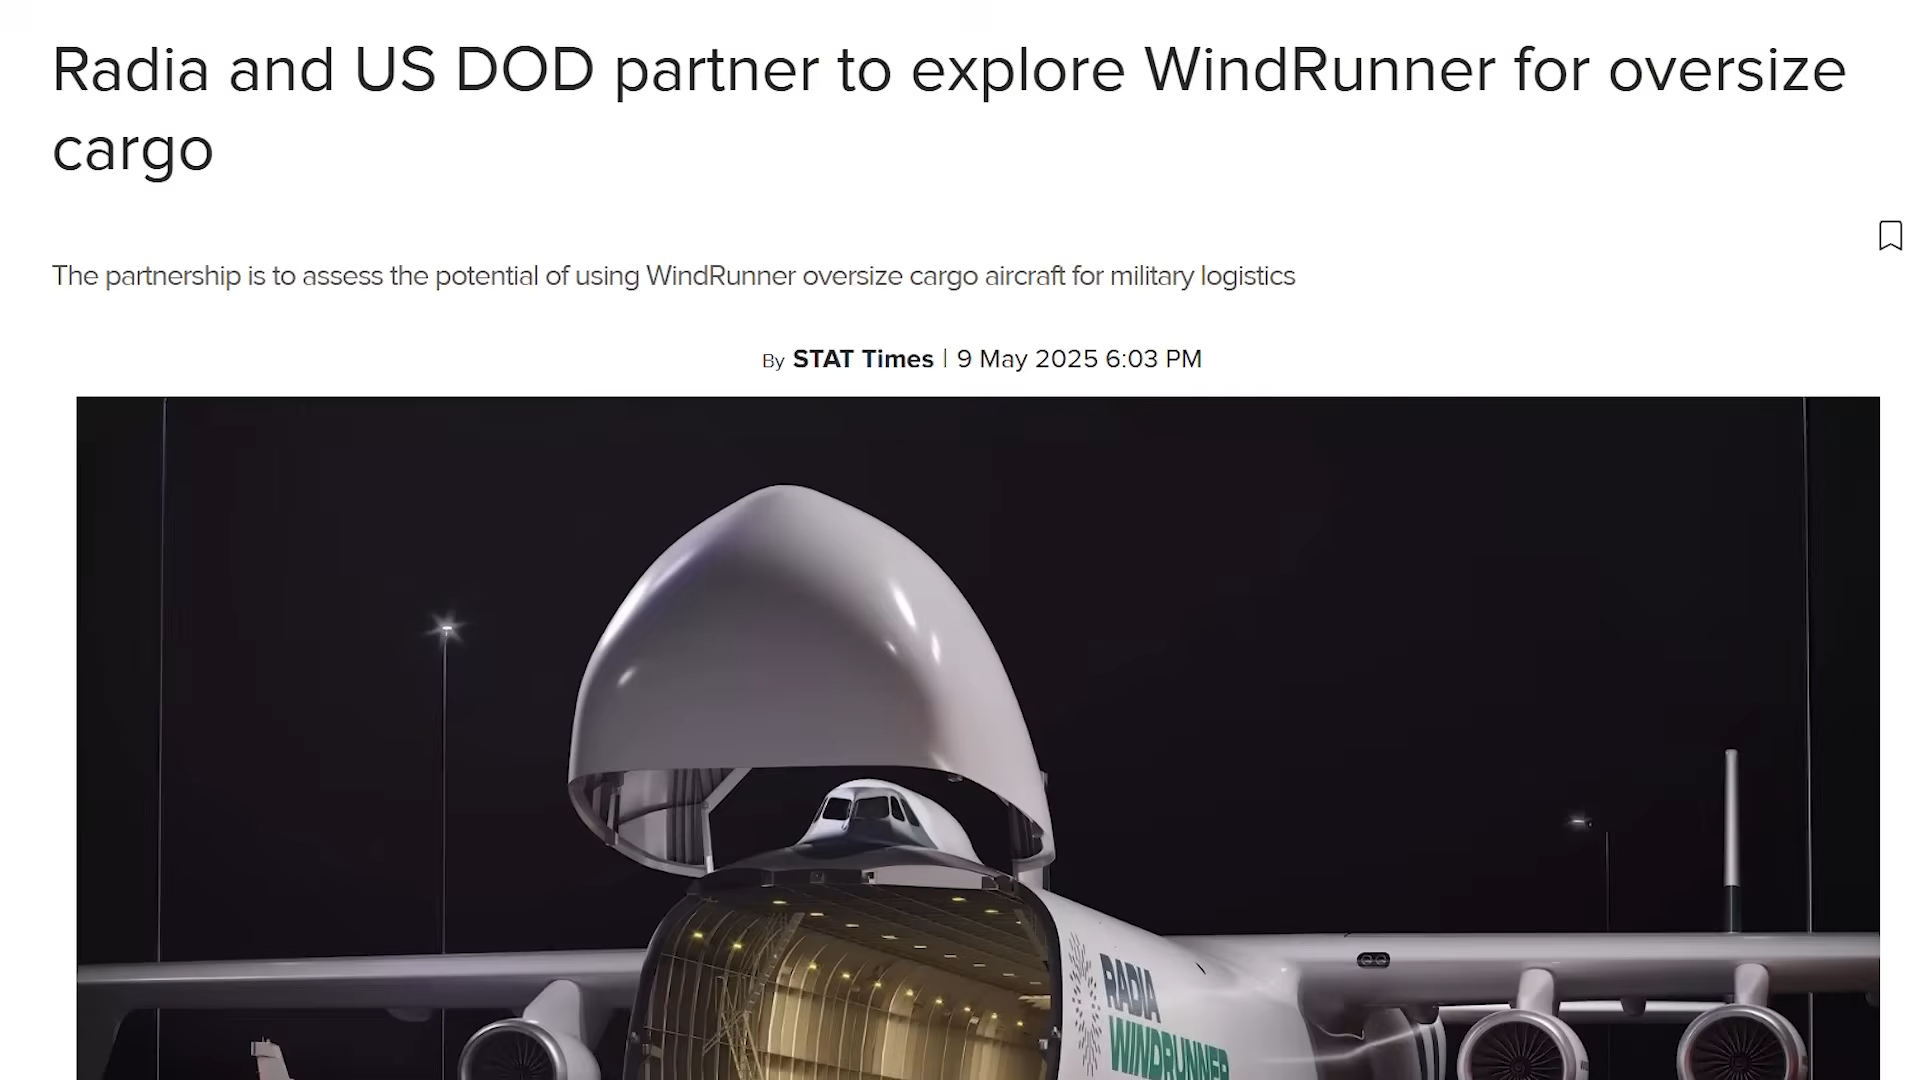 Radia and US DOD partner to explore WindRunner for oversize
cargo
The partnership is to assess the potential of using WindRunner oversize cargo aircraft for military logistics
By STAT Times | 9 May 2025 6:03 PM
RADIA
WINDRUNNER